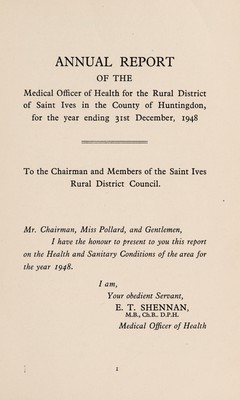 ANNUAL REPORT
OF THE
Medical Officer of Health for the Rural District
of Saint Ives in the County of Huntingdon,
for the year ending 31st December, 1948
To the Chairman and Members of the Saint Ives
Rural District Council.
Mr. Chairman, Miss Pollard, and Gentlemen,
I have the honour to present to you this report
on the Health and Sanitary Conditions of the area for
the year 1948.
I am,
Your obedient Servant,
E. T. SHENNAN,
M.B., Ch.B.. D.P.H.
Medical Officer of Health
1